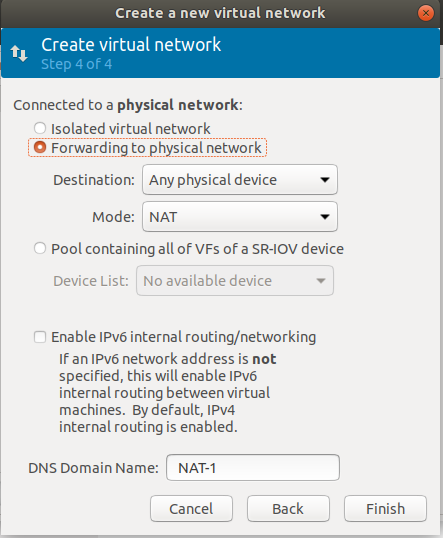 Create a new virtual network
Create virtual network
Step 4 of 4
Connected to a physical network:
Isolated virtual network
Forwarding to physical network
Destination: Any physical device
Mode: NAT
Pool containing all of VFs of a SR-IOV device
Device List: No available device
Enable IPv6 internal routing/networking
If an IPv6 network address is not
specified, this will enable IPv6
internal routing between virtual
machines. By default, IPv4
internal routing is enabled.
DNS Domain Name: NAT-1
Cancel Back Finish